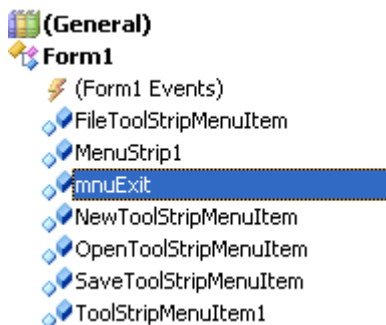 (General)
Form1
(Form1 Events)
FileToolStripMenuItem
MenuStrip1
mnuExit
NewToolStripMenuItem
OpenToolStripMenuItem
SaveToolStripMenuItem
ToolStripMenuItem1